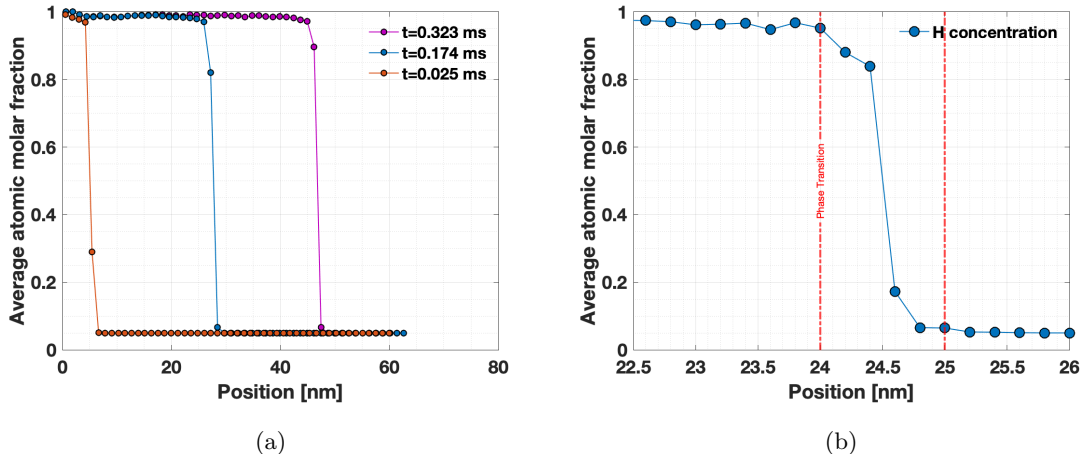 Average atomic molar fraction
1
0.8
0.6
0.4
0.2
0
t=0.323 ms
t=0.174 ms
t=0.025 ms
0 20 40 60 80
Position [nm]
(a)
Average atomic molar fraction
1
0.8
0.6
0.4
0.2
0
H concentration
Phase Transition
22.5 23 23.5 24 24.5 25 25.5 26
Position [nm]
(b)